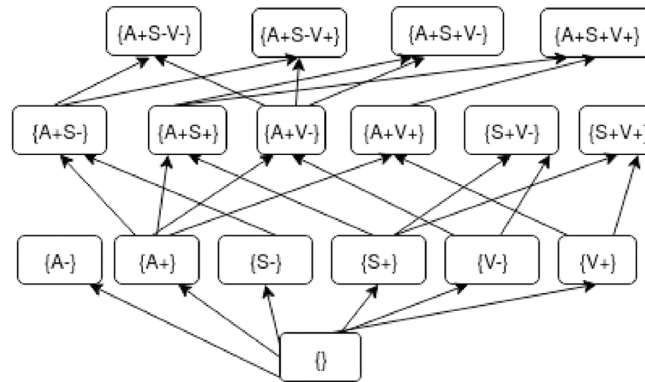 {A+S-V-} {A+S-V+} {A+S+V-} {A+S+V+}
{A+S-} {A+S+} {A+V-} {A+V+} {S+V-} {S+V+}
{A-} {A+} {S-} {S+} {V-} {V+}
{}